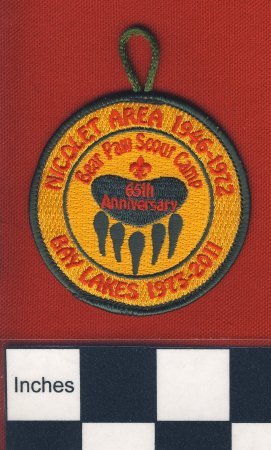 NICOLET AREA 1946-1972
Bear Paw Scout Camp
65th
Anniversary
BAY LAKES 1973-2011
Inches